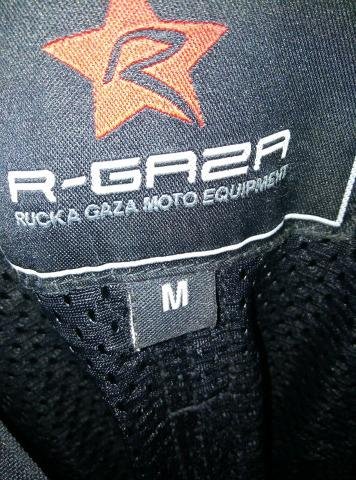 R
R-GAZA
RUCKA GAZA MOTO EQUIPMENT
M